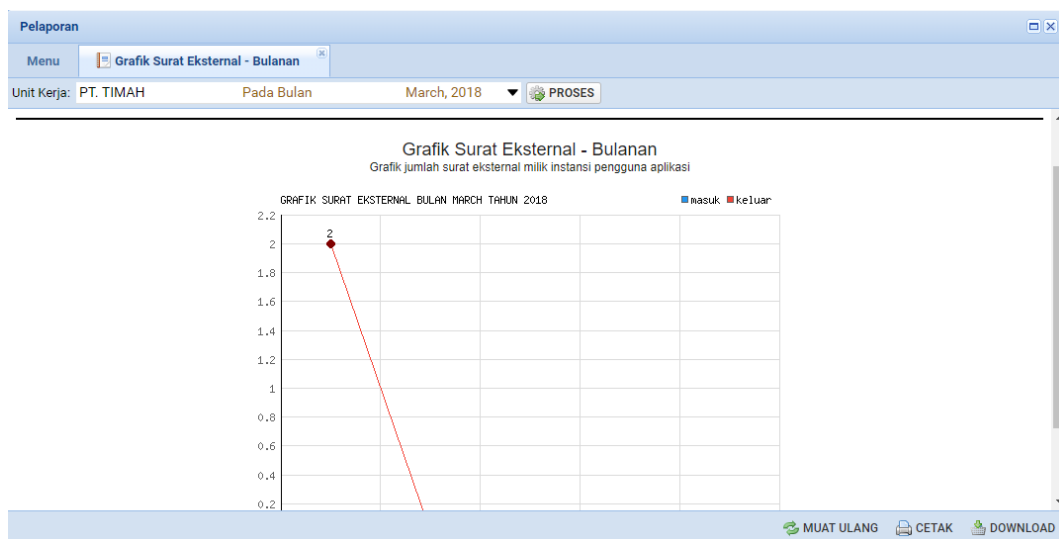 Pelaporan
Menu
Grafik Surat Eksternal - Bulanan
Unit Kerja: PT. TIMAH Pada Bulan March, 2018 PROSES
Grafik Surat Eksternal - Bulanan
Grafik jumlah surat eksternal milik instansi pengguna aplikasi
GRAFIK SURAT EKSTERNAL BULAN MARCH TAHUN 2018
masuk keluar
2.2
2
2
1.8
1.6
1.4
1.2
1
0.8
0.6
0.4
0.2
MUAT ULANG CETAK DOWNLOAD